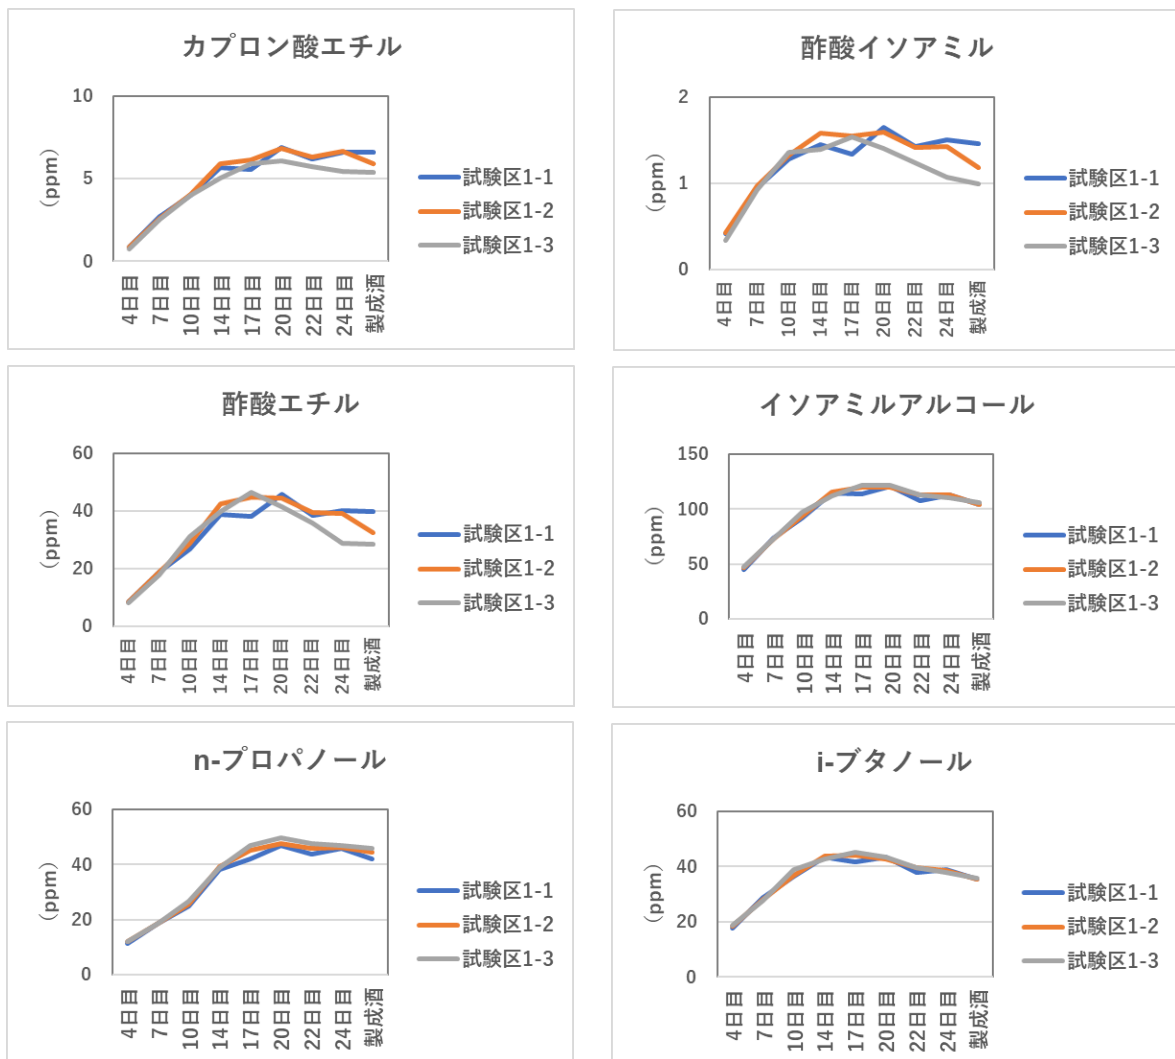 カプロン酸エチル
10
5
0
（ppm）
4日目
7日目
10日目
14日目
17日目
20日目
22日目
24日目
製成酒
試験区1-1
試験区1-2
試験区1-3
酢酸イソアミル
2
1
0
（ppm）
4日目
7日目
10日目
14日目
17日目
20日目
22日目
24日目
製成酒
試験区1-1
試験区1-2
試験区1-3
酢酸エチル
60
40
20
0
（ppm）
4日目
7日目
10日目
14日目
17日目
20日目
22日目
24日目
製成酒
試験区1-1
試験区1-2
試験区1-3
イソアミルアルコール
150
100
50
0
（ppm）
4日目
7日目
10日目
14日目
17日目
20日目
22日目
24日目
製成酒
試験区1-1
試験区1-2
試験区1-3
n-プロパノール
60
40
20
0
（ppm）
4日目
7日目
10日目
14日目
17日目
20日目
22日目
24日目
製成酒
試験区1-1
試験区1-2
試験区1-3
i-ブタノール
60
40
20
0
（ppm）
4日目
7日目
10日目
14日目
17日目
20日目
22日目
24日目
製成酒
試験区1-1
試験区1-2
試験区1-3